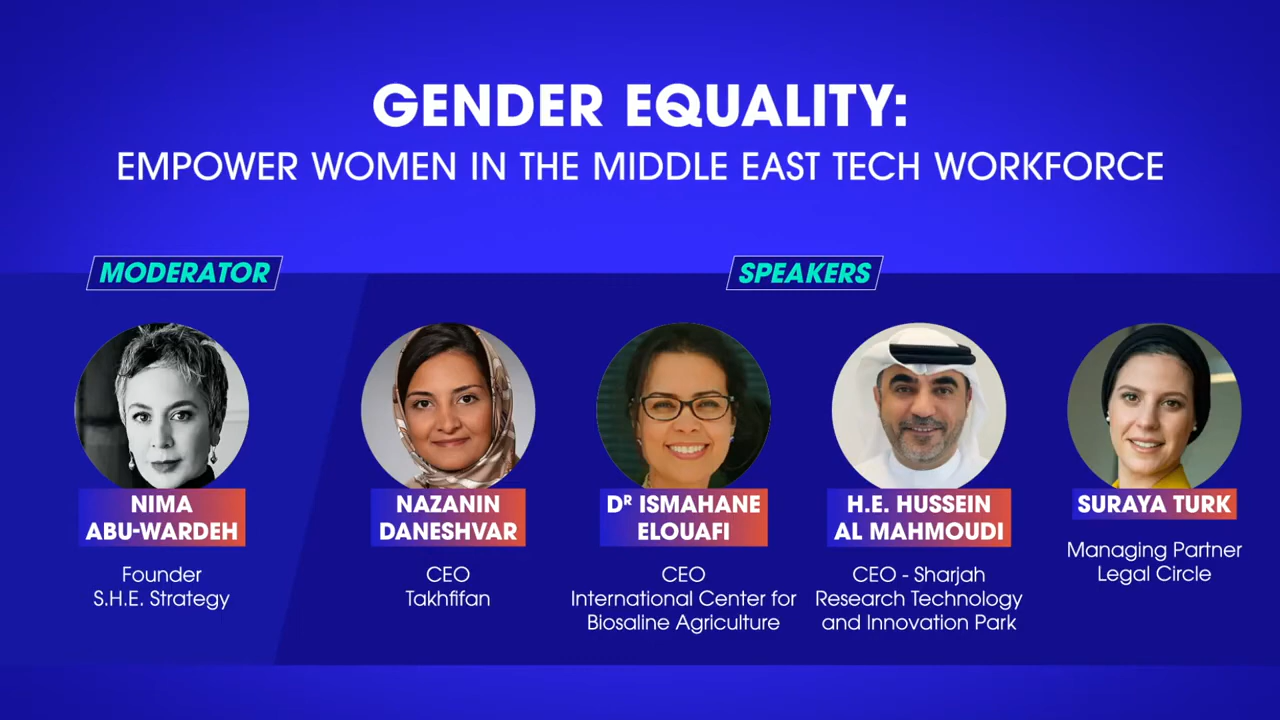 GENDER EQUALITY:
EMPOWER WOMEN IN THE MIDDLE EAST TECH WORKFORCE
MODERATOR
NIMA
ABU-WARDEH
Founder
S.H.E. Strategy
SPEAKERS
NAZANIN
DANESHVAR
CEO
Takhfifan
Dᴿ ISMAHANE
ELOUAFI
CEO
International Center for
Biosaline Agriculture
H.E. HUSSEIN
AL MAHMOUDI
CEO - Sharjah
Research Technology
and Innovation Park
SURAYA TURK
Managing Partner
Legal Circle